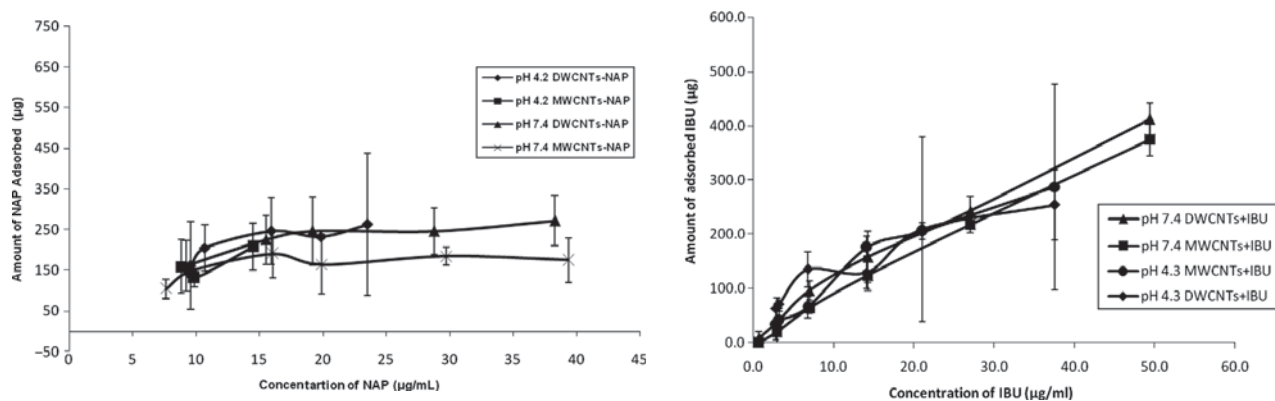 750
650
550
450
350
250
150
50
−50
0
5
10
15
20
25
30
35
40
45
Amount of NAP Adsorbed (µg)
Concentartion of NAP (µg/mL)
pH 4.2 DWCNTs-NAP
pH 4.2 MWCNTs-NAP
pH 7.4 DWCNTs-NAP
pH 7.4 MWCNTs-NAP
600.0
500.0
400.0
300.0
200.0
100.0
0.0
0.0
10.0
20.0
30.0
40.0
50.0
60.0
Amount of adsorbed IBU (µg)
Concentration of IBU (µg/ml)
pH 7.4 DWCNTs+IBU
pH 7.4 MWCNTs+IBU
pH 4.3 MWCNTs+IBU
pH 4.3 DWCNTs+IBU